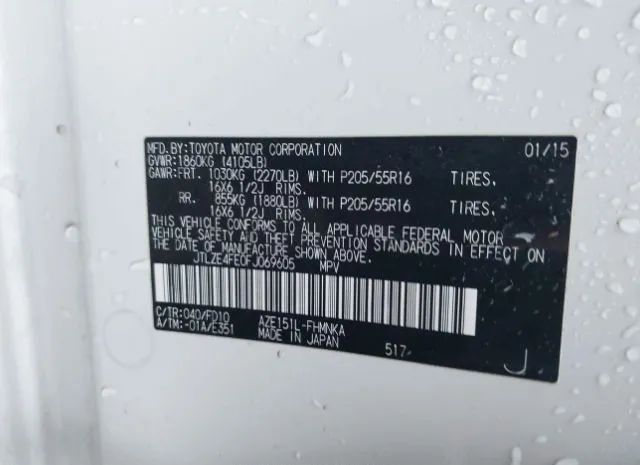 MFD.BY:TOYOTA MOTOR CORPORATION 01/15
GVWR:1860KG (4105LB)
GAWR:FRT. 1030KG (2270LB) WITH P205/55R16 TIRES,
16X6 1/2J RIMS.
RR. 855KG (1880LB) WITH P205/55R16 TIRES,
16X6 1/2J RIMS.
THIS VEHICLE CONFORMS TO ALL APPLICABLE FEDERAL MOTOR
VEHICLE SAFETY AND THEFT PREVENTION STANDARDS IN EFFECT ON
THE DATE OF MANUFACTURE SHOWN ABOVE.
JTLZE4FE0FJ069605 MPV
C/TR:040/FD10 AZE151L-FHMNKA
A/TM:-01A/E351 MADE IN JAPAN 517 J